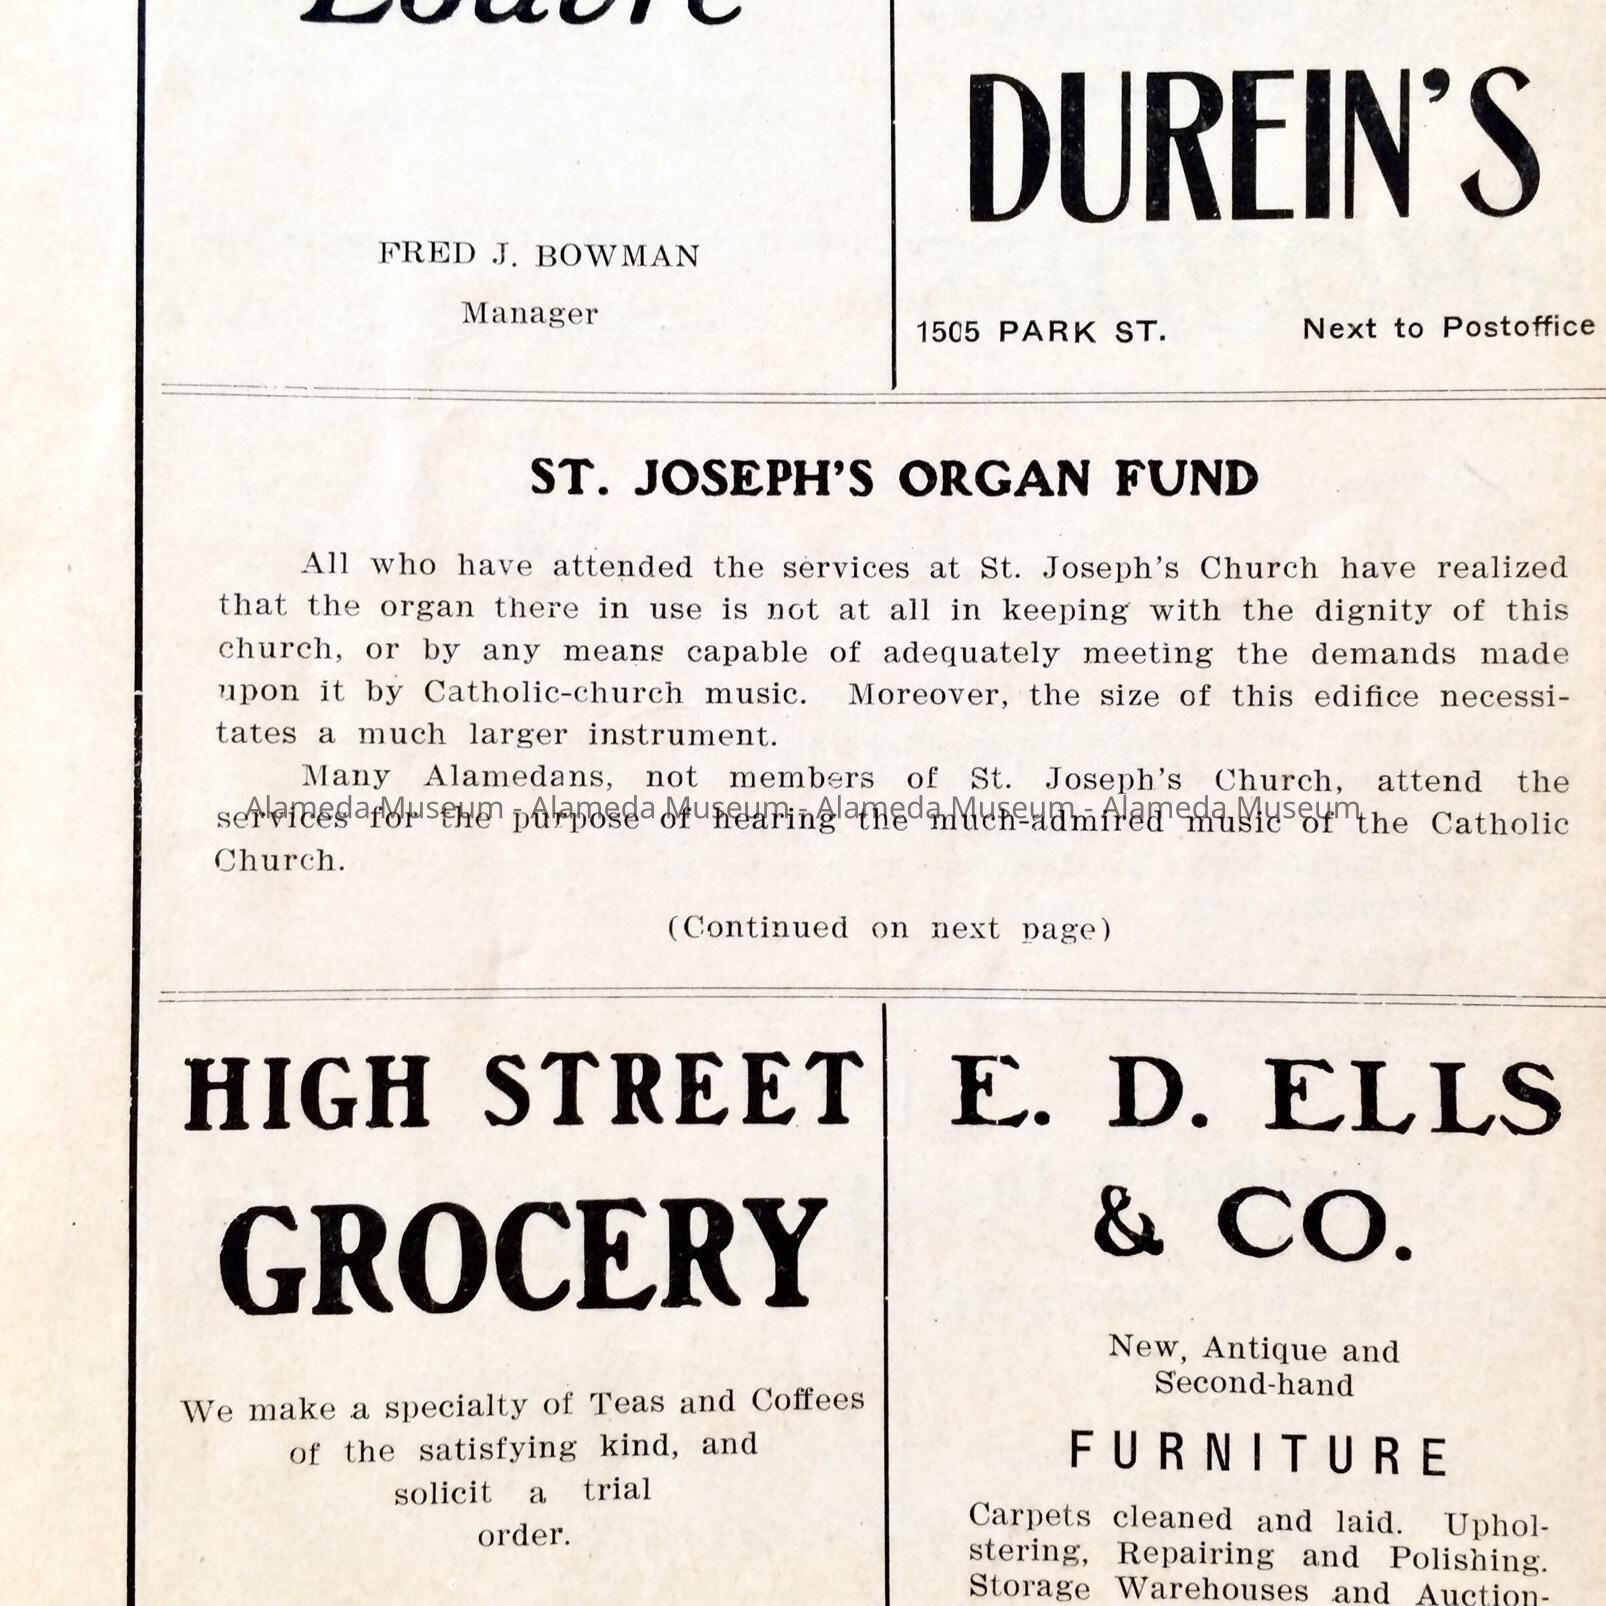 Louvre
FRED J. BOWMAN
Manager
DUREIN'S
1505 PARK ST. Next to Postoffice
ST. JOSEPH'S ORGAN FUND
All who have attended the services at St. Joseph's Church have realized
that the organ there in use is not at all in keeping with the dignity of this
church, or by any means capable of adequately meeting the demands made
upon it by Catholic-church music. Moreover, the size of this edifice necessi-
tates a much larger instrument.
Many Alamedans, not members of St. Joseph's Church, attend the
Alameda Museum - Alameda Museum - Alameda Museum - Alameda Museum
services for the purpose of hearing the much-admired music of the Catholic
Church.
(Continued on next page)
HIGH STREET
GROCERY
We make a specialty of Teas and Coffees
of the satisfying kind, and
solicit a trial
order.
E. D. ELLS
& CO.
New, Antique and
Second-hand
FURNITURE
Carpets cleaned and laid. Uphol-
stering, Repairing and Polishing.
Storage Warehouses and Auction-